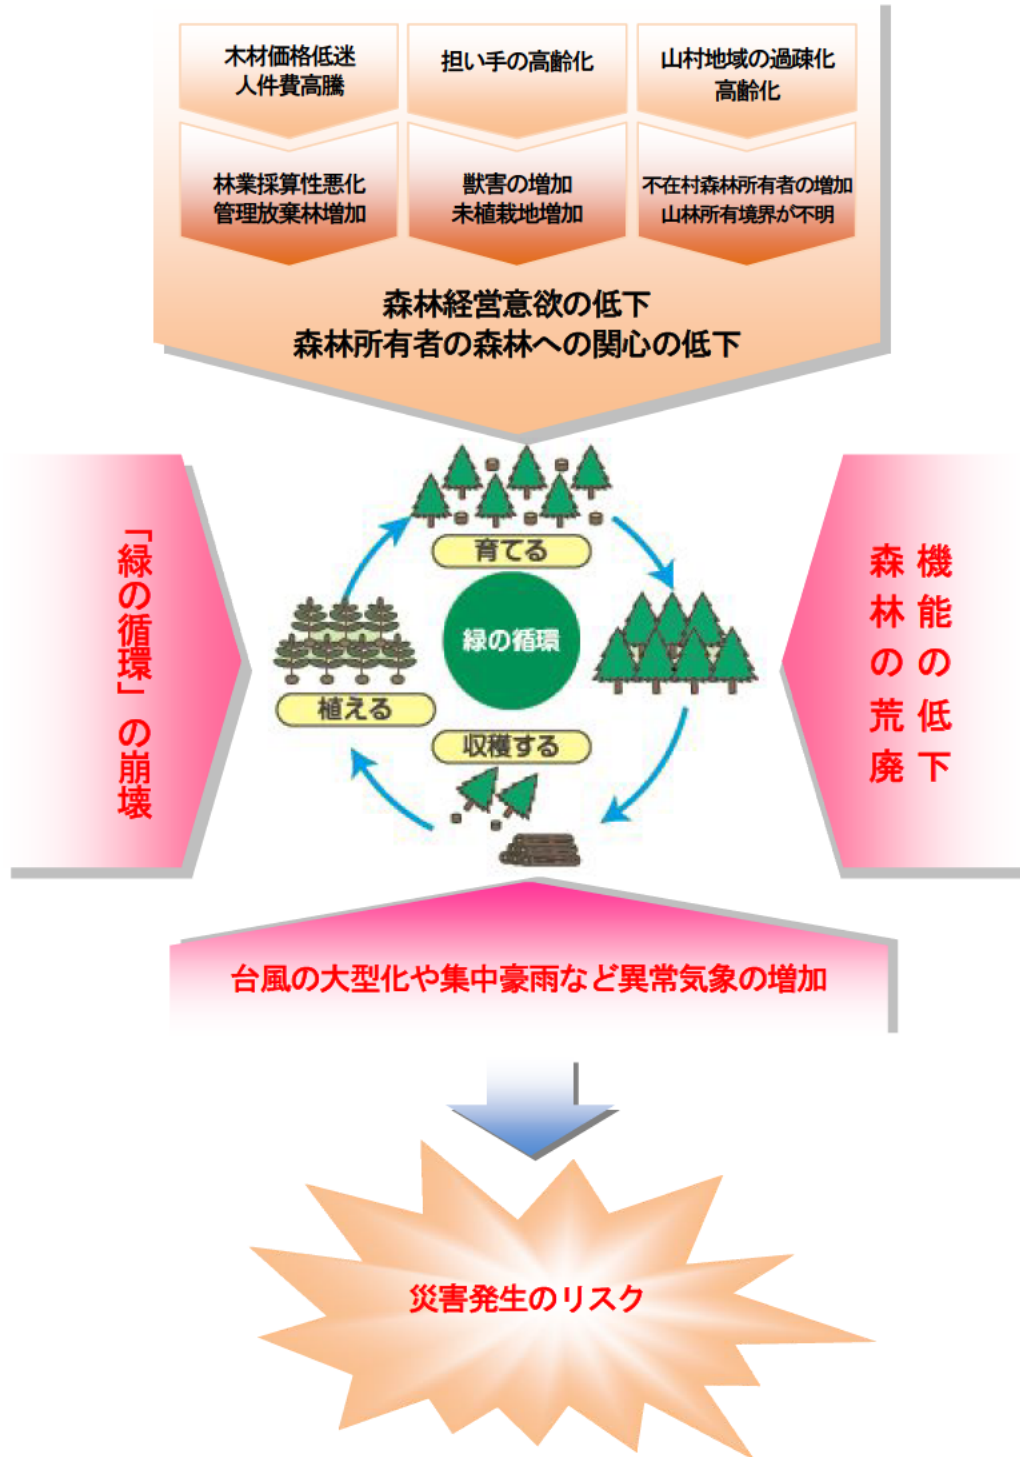 木材価格低迷
人件費高騰
担い手の高齢化
山村地域の過疎化
高齢化
林業採算性悪化
管理放棄林増加
獣害の増加
未植栽地増加
不在村森林所有者の増加
山林所有境界が不明
森林経営意欲の低下
森林所有者の森林への関心の低下
「緑の循環」の崩壊
育てる
緑の循環
植える
収穫する
機能の低下
森林の荒廃
台風の大型化や集中豪雨など異常気象の増加
災害発生のリスク